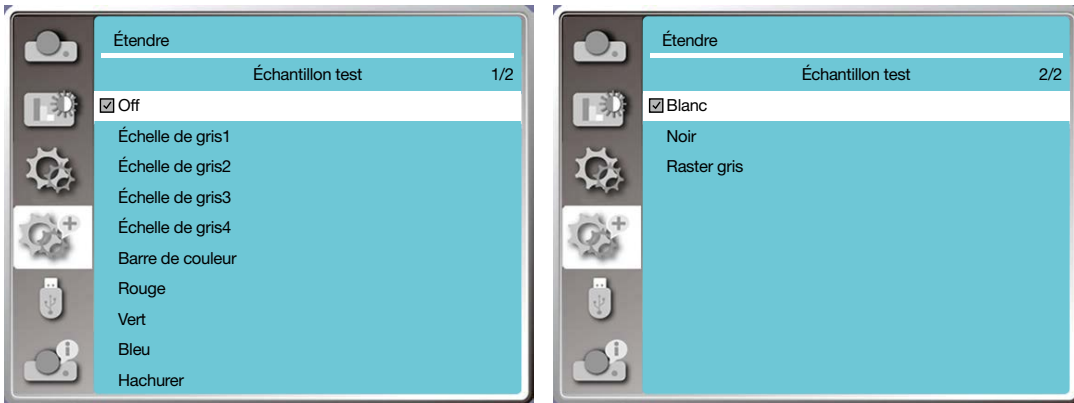 Étendre
Échantillon test 1/2
Off
Échelle de gris1
Échelle de gris2
Échelle de gris3
Échelle de gris4
Barre de couleur
Rouge
Vert
Bleu
Hachurer
Étendre
Échantillon test 2/2
Blanc
Noir
Raster gris